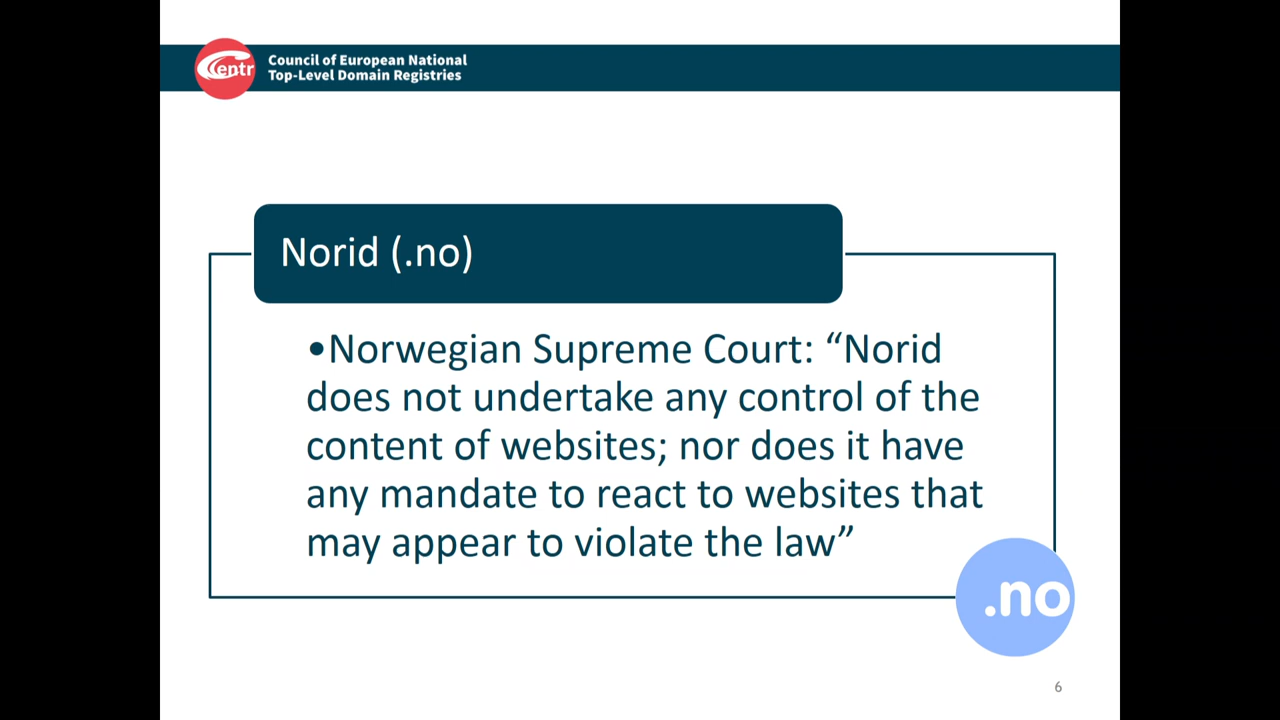 Centr
Council of European National
Top-Level Domain Registries
Norid (.no)
•Norwegian Supreme Court: “Norid
does not undertake any control of the
content of websites; nor does it have
any mandate to react to websites that
may appear to violate the law”
.no
6